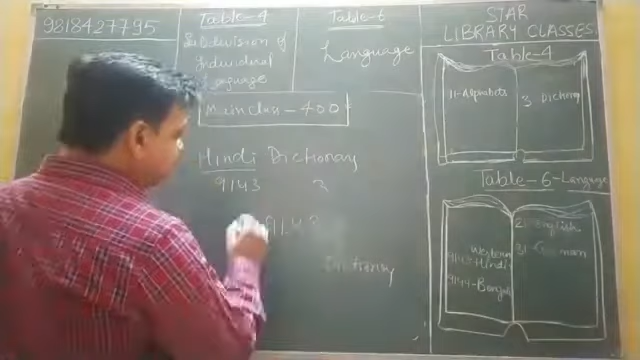 9818427795
Table-4
Subdivision of
Individual
Language
Table-6
Language
Main class - 400
Hindi Dictionary
9143 3
Dictionary
STAR
LIBRARY CLASSES
Table-4
11-Alphabets
3. Dictionary
Table-6-Language
Western
Hindi
9144-Bengali
2. English
31-German